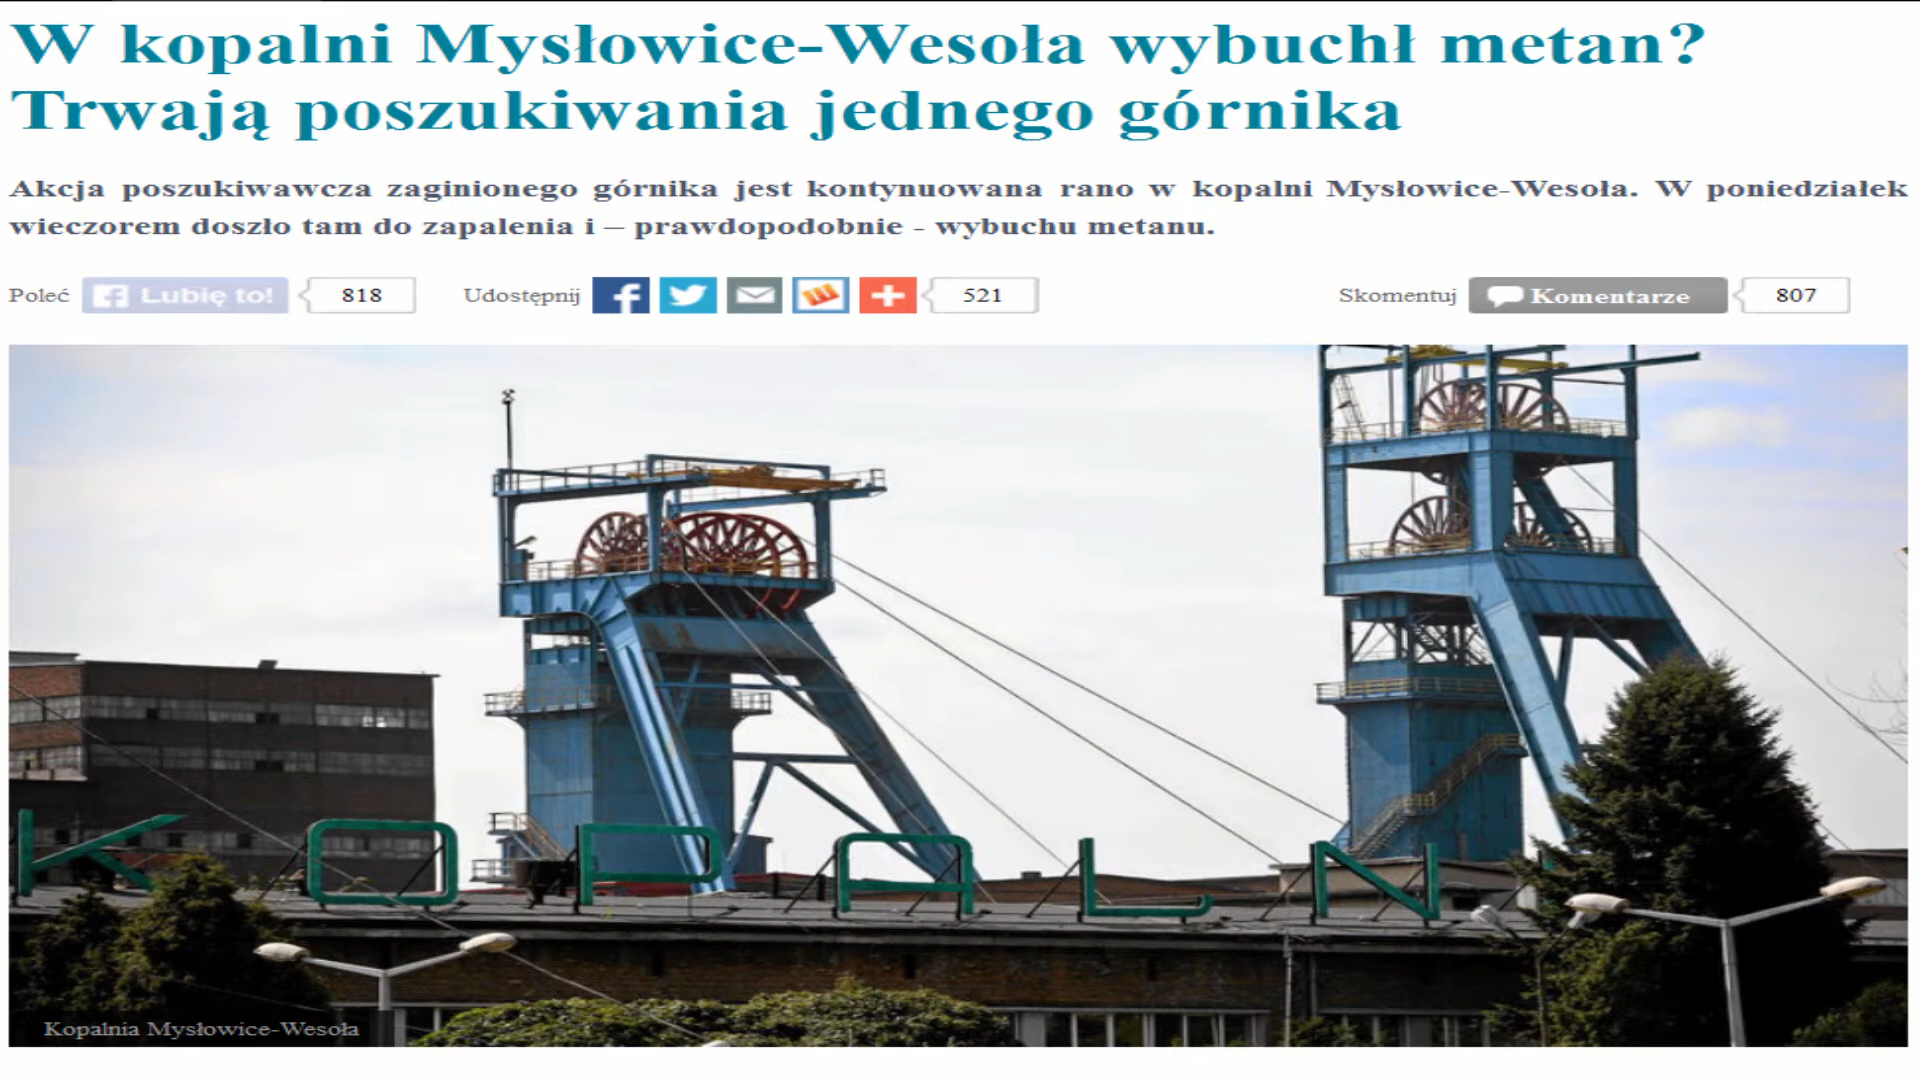 W kopalni Mysłowice-Wesoła wybuchł metan?
Trwają poszukiwania jednego górnika
Akcja poszukiwawcza zaginionego górnika jest kontynuowana rano w kopalni Mysłowice-Wesoła. W poniedziałek
wieczorem doszło tam do zapalenia i – prawdopodobnie - wybuchu metanu.
Poleć Lubię to! 818 Udostępnij 521 Skomentuj Komentarze 807
KOPALN
Kopalnia Mysłowice-Wesoła